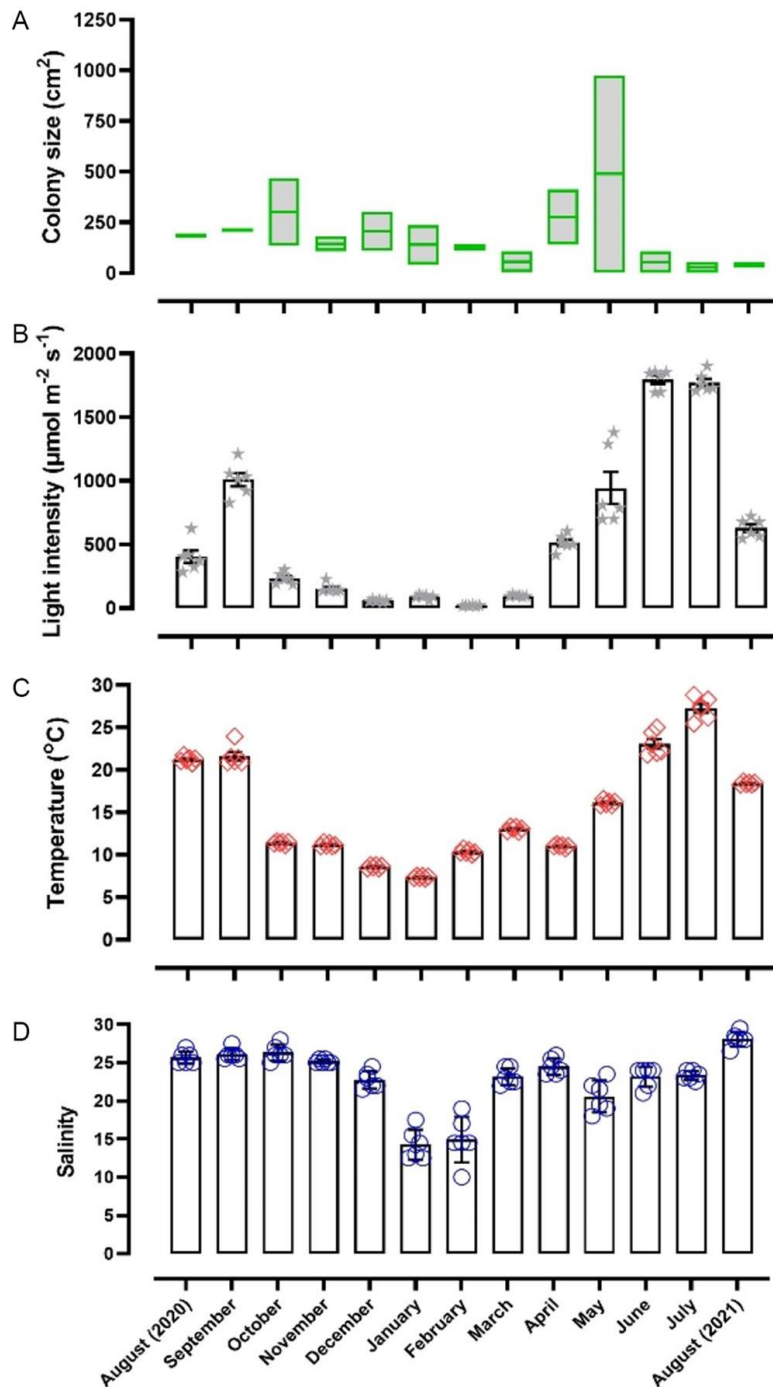 A
Colony size (cm²)
1250
1000
750
500
250
0
B
Light intensity (µmol m⁻² s⁻¹)
2000
1500
1000
500
0
C
Temperature (°C)
30
25
20
15
10
5
0
D
Salinity
30
25
20
15
10
5
0
August (2020)
September
October
November
December
January
February
March
April
May
June
July
August (2021)